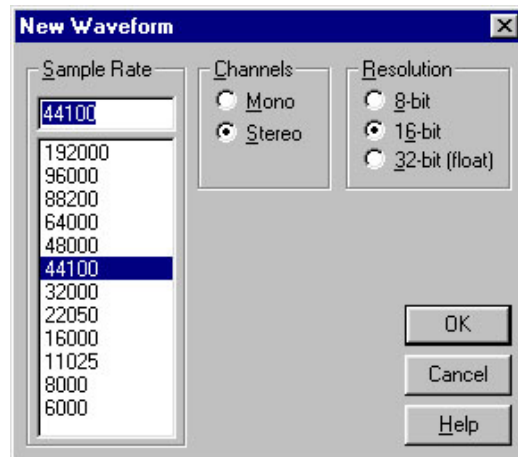 New Waveform
Sample Rate
44100
192000
96000
88200
64000
48000
44100
32000
22050
16000
11025
8000
6000
Channels
Mono
Stereo
Resolution
8-bit
16-bit
32-bit (float)
OK
Cancel
Help